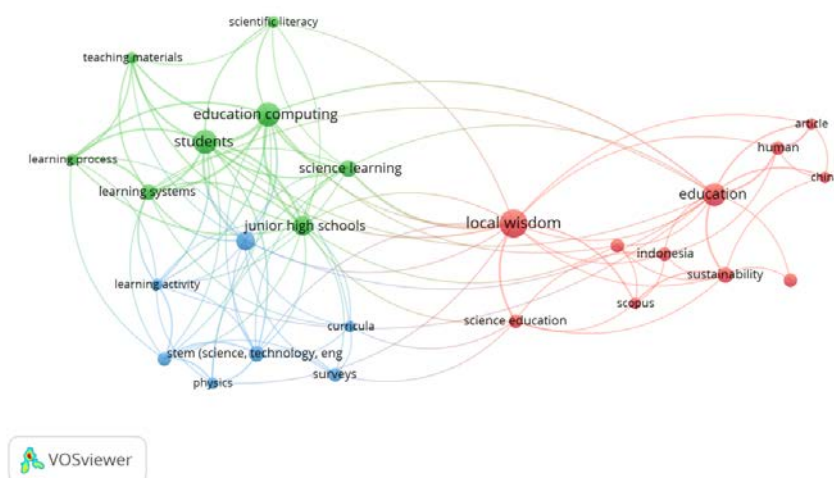 scientific literacy
teaching materials
education computing
students
learning process
science learning
learning systems
junior high schools
learning activity
curricula
stem (science, technology, eng
physics
surveys
article
human
chin
education
local wisdom
indonesia
sustainability
scopus
science education
VOSviewer